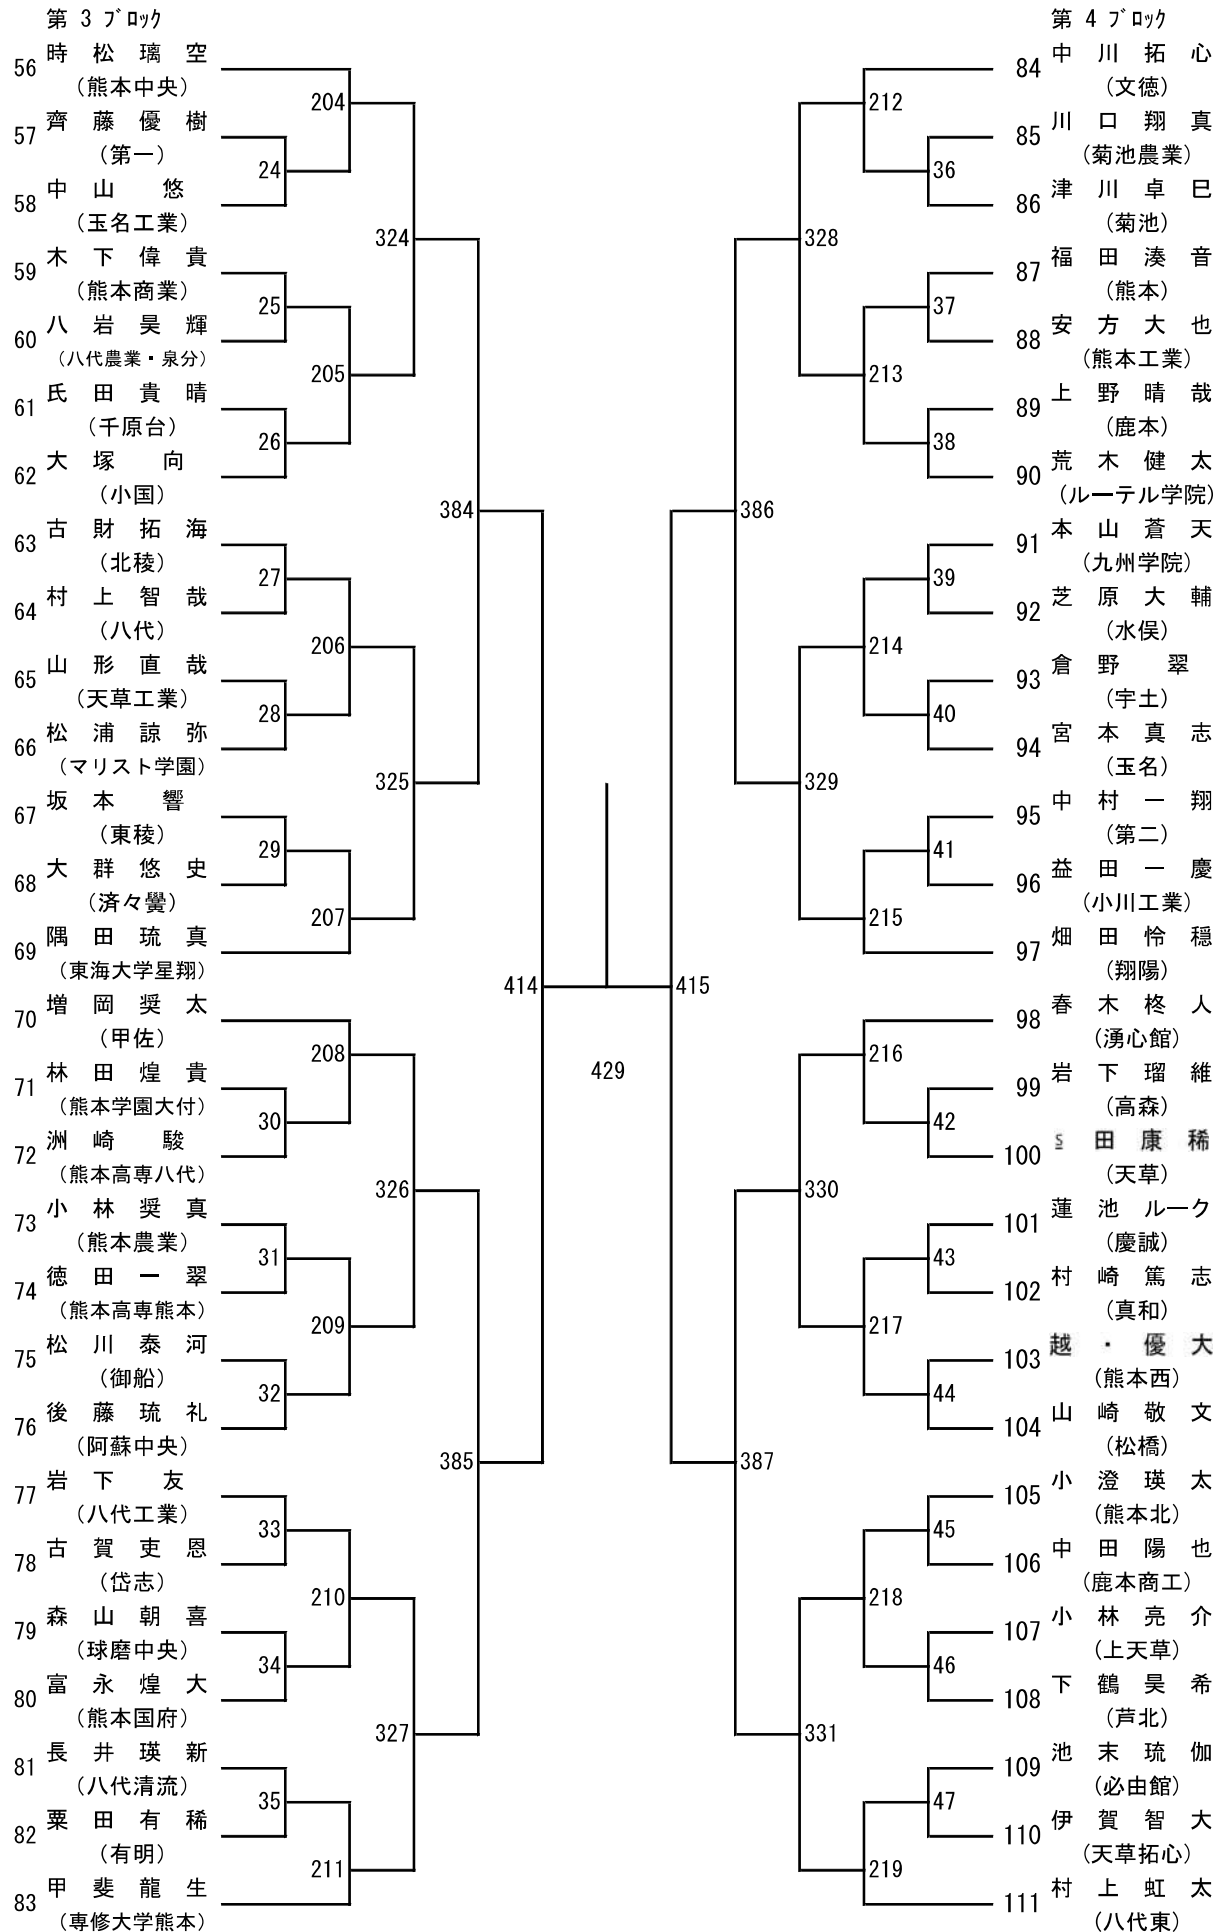 第 3 ブロック
56 時松璃空
(熊本中央)
204
57 齊藤優樹
(第一)
24
58 中山悠
(玉名工業)
324
59 木下偉貴
(熊本商業)
25
60 八岩昊輝
(八代農業・泉分)
205
61 氏田貴晴
(千原台)
26
62 大塚向
(小国)
384
63 古財拓海
(北稜)
27
64 村上智哉
(八代)
206
65 山形直哉
(天草工業)
28
66 松浦諒弥
(マリスト学園)
325
67 坂本響
(東稜)
29
68 大群悠史
(済々黌)
207
69 隅田琉真
(東海大学星翔)
414
70 増岡奨太
(甲佐)
208
71 林田煌貴
(熊本学園大付)
30
72 洲崎駿
(熊本高専八代)
326
73 小林奨真
(熊本農業)
31
74 徳田一翠
(熊本高専熊本)
209
75 松川泰河
(御船)
32
76 後藤琉礼
(阿蘇中央)
385
77 岩下友
(八代工業)
33
78 古賀吏恩
(岱志)
210
79 森山朝喜
(球磨中央)
34
80 富永煌大
(熊本国府)
327
81 長井瑛新
(八代清流)
35
82 粟田有稀
(有明)
211
83 甲斐龍生
(専修大学熊本)
429
第 4 ブロック
84 中川拓心
(文徳)
212
85 川口翔真
(菊池農業)
36
86 津川卓巳
(菊池)
328
87 福田湊音
(熊本)
37
88 安方大也
(熊本工業)
213
89 上野晴哉
(鹿本)
38
90 荒木健太
(ルーテル学院)
386
91 本山蒼天
(九州学院)
39
92 芝原大輔
(水俣)
214
93 倉野翠
(宇土)
40
94 宮本真志
(玉名)
329
95 中村一翔
(第二)
41
96 益田一慶
(小川工業)
215
97 畑田怜穏
(翔陽)
415
98 春木柊人
(湧心館)
216
99 岩下瑠維
(高森)
42
100 田康稀
(天草)
330
101 蓮池ルーク
(慶誠)
43
102 村崎篤志
(真和)
217
103 越・優大
(熊本西)
44
104 山崎敬文
(松橋)
387
105 小澄瑛太
(熊本北)
45
106 中田陽也
(鹿本商工)
218
107 小林亮介
(上天草)
46
108 下鶴昊希
(芦北)
331
109 池末琉伽
(必由館)
47
110 伊賀智大
(天草拓心)
219
111 村上虹太
(八代東)